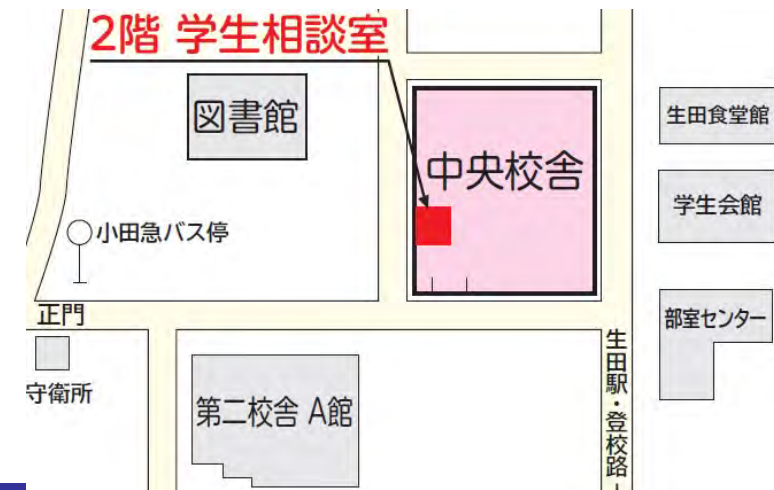 2階 学生相談室
図書館
中央校舎
生田食堂館
学生会館
小田急バス停
正門
部室センター
守衛所
第二校舎 A館
生田駅・登校路